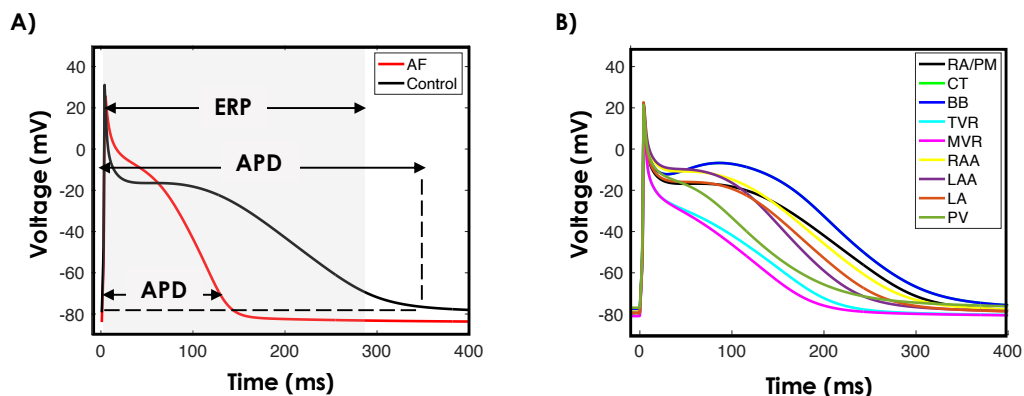 A)
40
20
0
-20
-40
-60
-80
Voltage (mV)
0 100 200 300 400
Time (ms)
AF
Control
ERP
APD
APD
B)
40
20
0
-20
-40
-60
-80
Voltage (mV)
0 100 200 300 400
Time (ms)
RA/PM
CT
BB
TVR
MVR
RAA
LAA
LA
PV